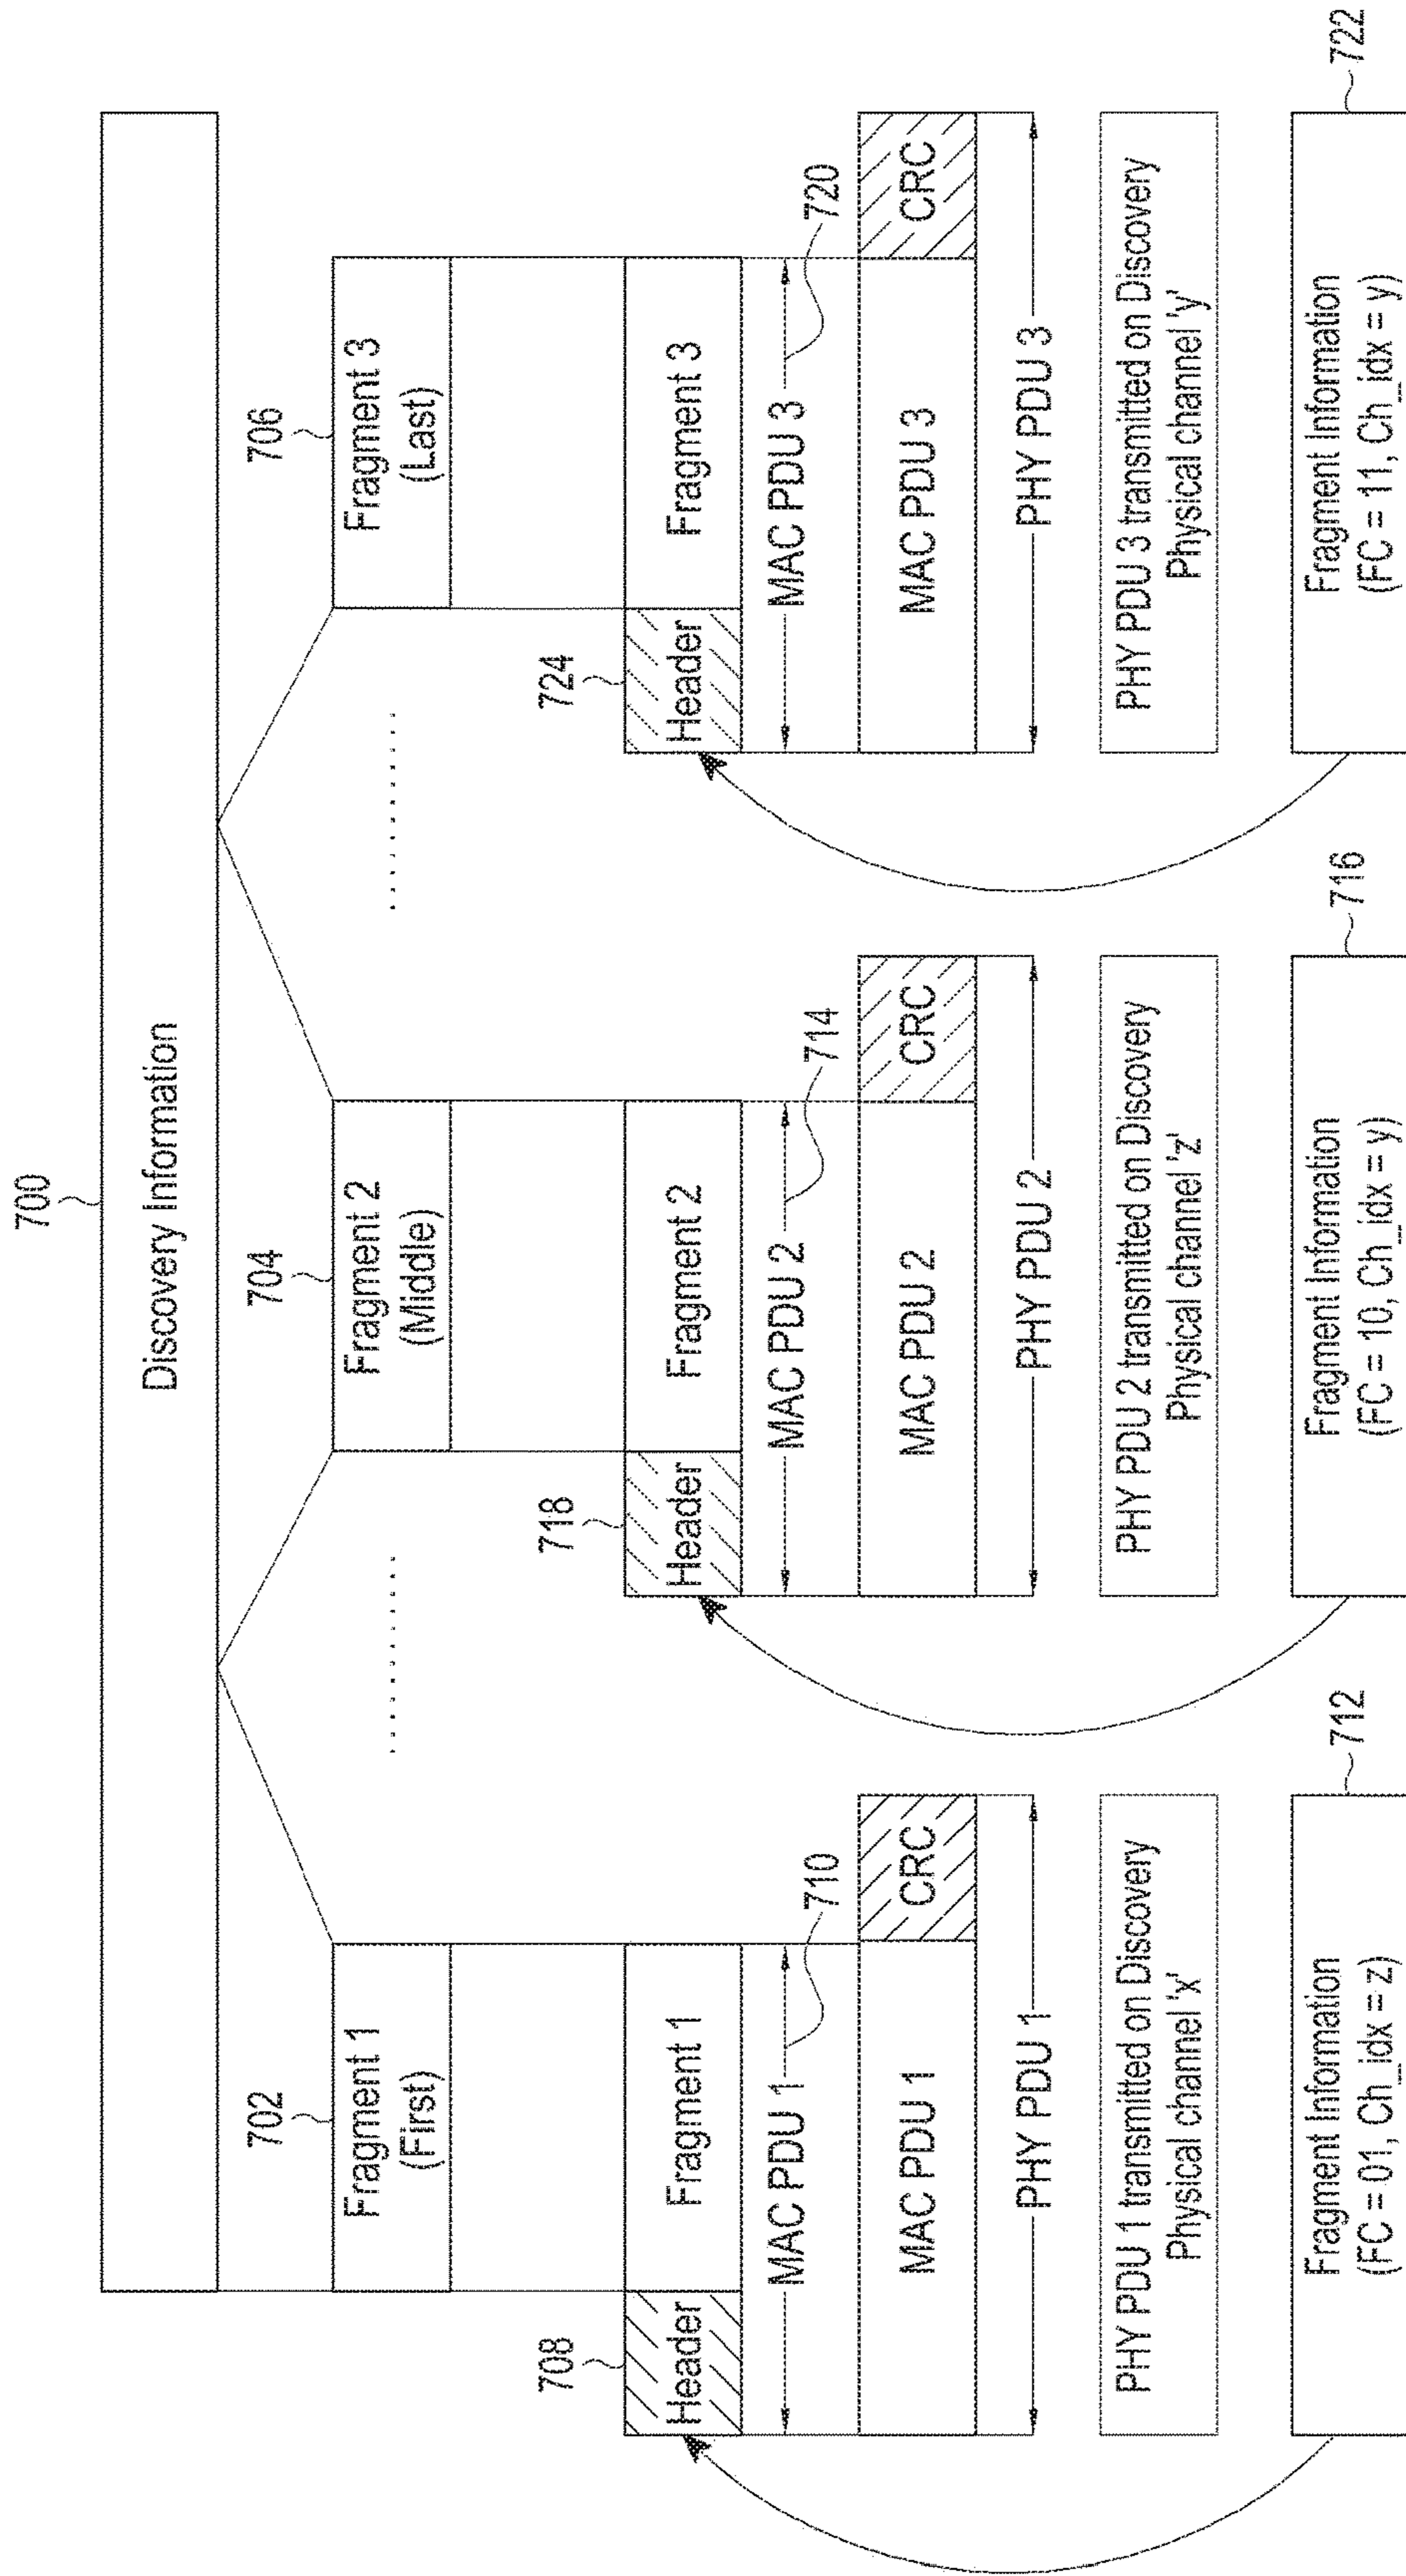 700
Discovery Information
702
704
706
Fragment 1
(First)
Fragment 2
(Middle)
Fragment 3
(Last)
..........
..........
708
718
724
Header
Fragment 1
Header
Fragment 2
Header
Fragment 3
MAC PDU 1
710
MAC PDU 2
714
MAC PDU 3
720
MAC PDU 1
CRC
MAC PDU 2
CRC
MAC PDU 3
CRC
PHY PDU 1
PHY PDU 2
PHY PDU 3
PHY PDU 1 transmitted on Discovery
Physical channel 'x'
PHY PDU 2 transmitted on Discovery
Physical channel 'z'
PHY PDU 3 transmitted on Discovery
Physical channel 'y'
712
716
722
Fragment Information
(FC = 01, Ch_idx = z)
Fragment Information
(FC = 10, Ch_idx = y)
Fragment Information
(FC = 11, Ch_idx = y)